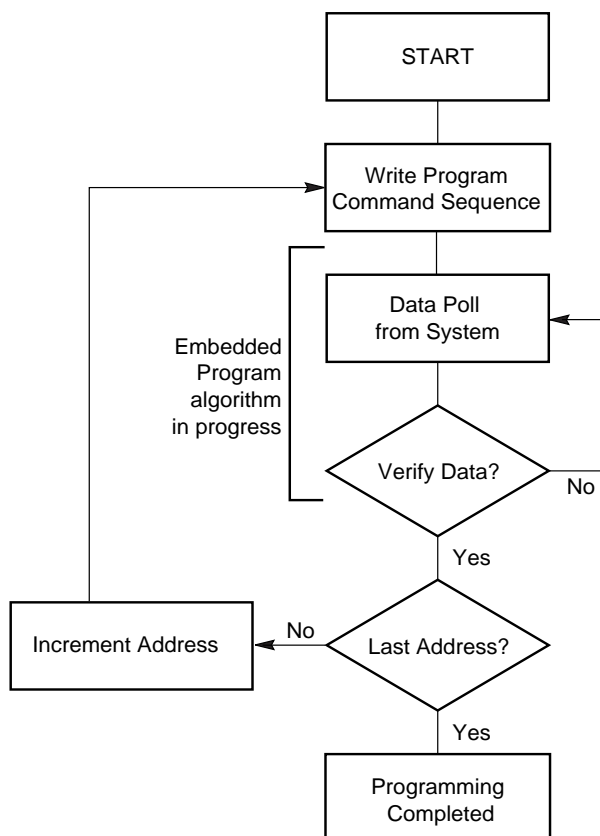 START
Write Program
Command Sequence
Data Poll
from System
Embedded
Program
algorithm
in progress
Verify Data?
No
Yes
Increment Address
No
Last Address?
Yes
Programming
Completed